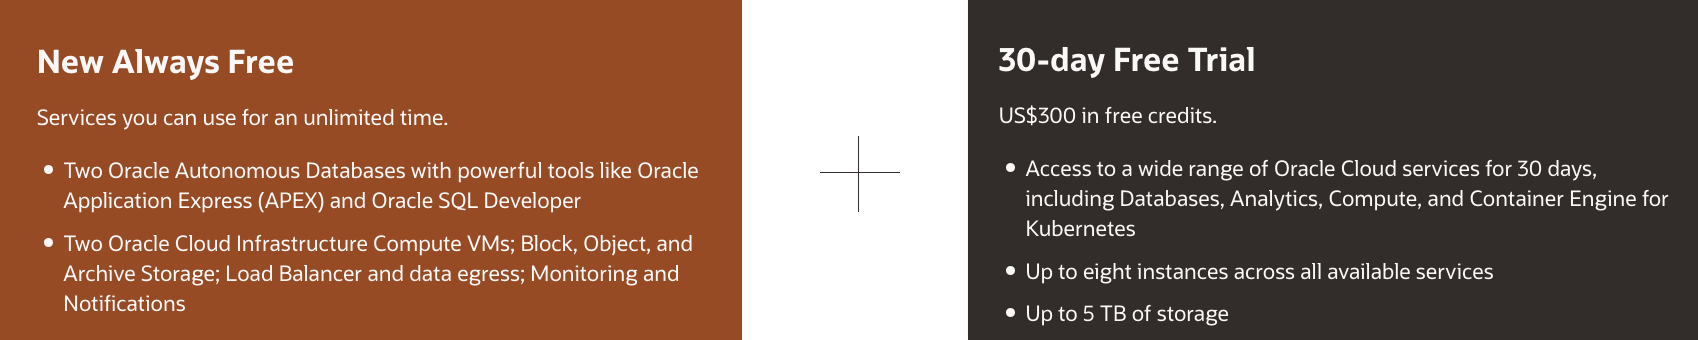 New Always Free
Services you can use for an unlimited time.
• Two Oracle Autonomous Databases with powerful tools like Oracle
Application Express (APEX) and Oracle SQL Developer
• Two Oracle Cloud Infrastructure Compute VMs; Block, Object, and
Archive Storage; Load Balancer and data egress; Monitoring and
Notifications
30-day Free Trial
US$300 in free credits.
• Access to a wide range of Oracle Cloud services for 30 days,
including Databases, Analytics, Compute, and Container Engine for
Kubernetes
• Up to eight instances across all available services
• Up to 5 TB of storage